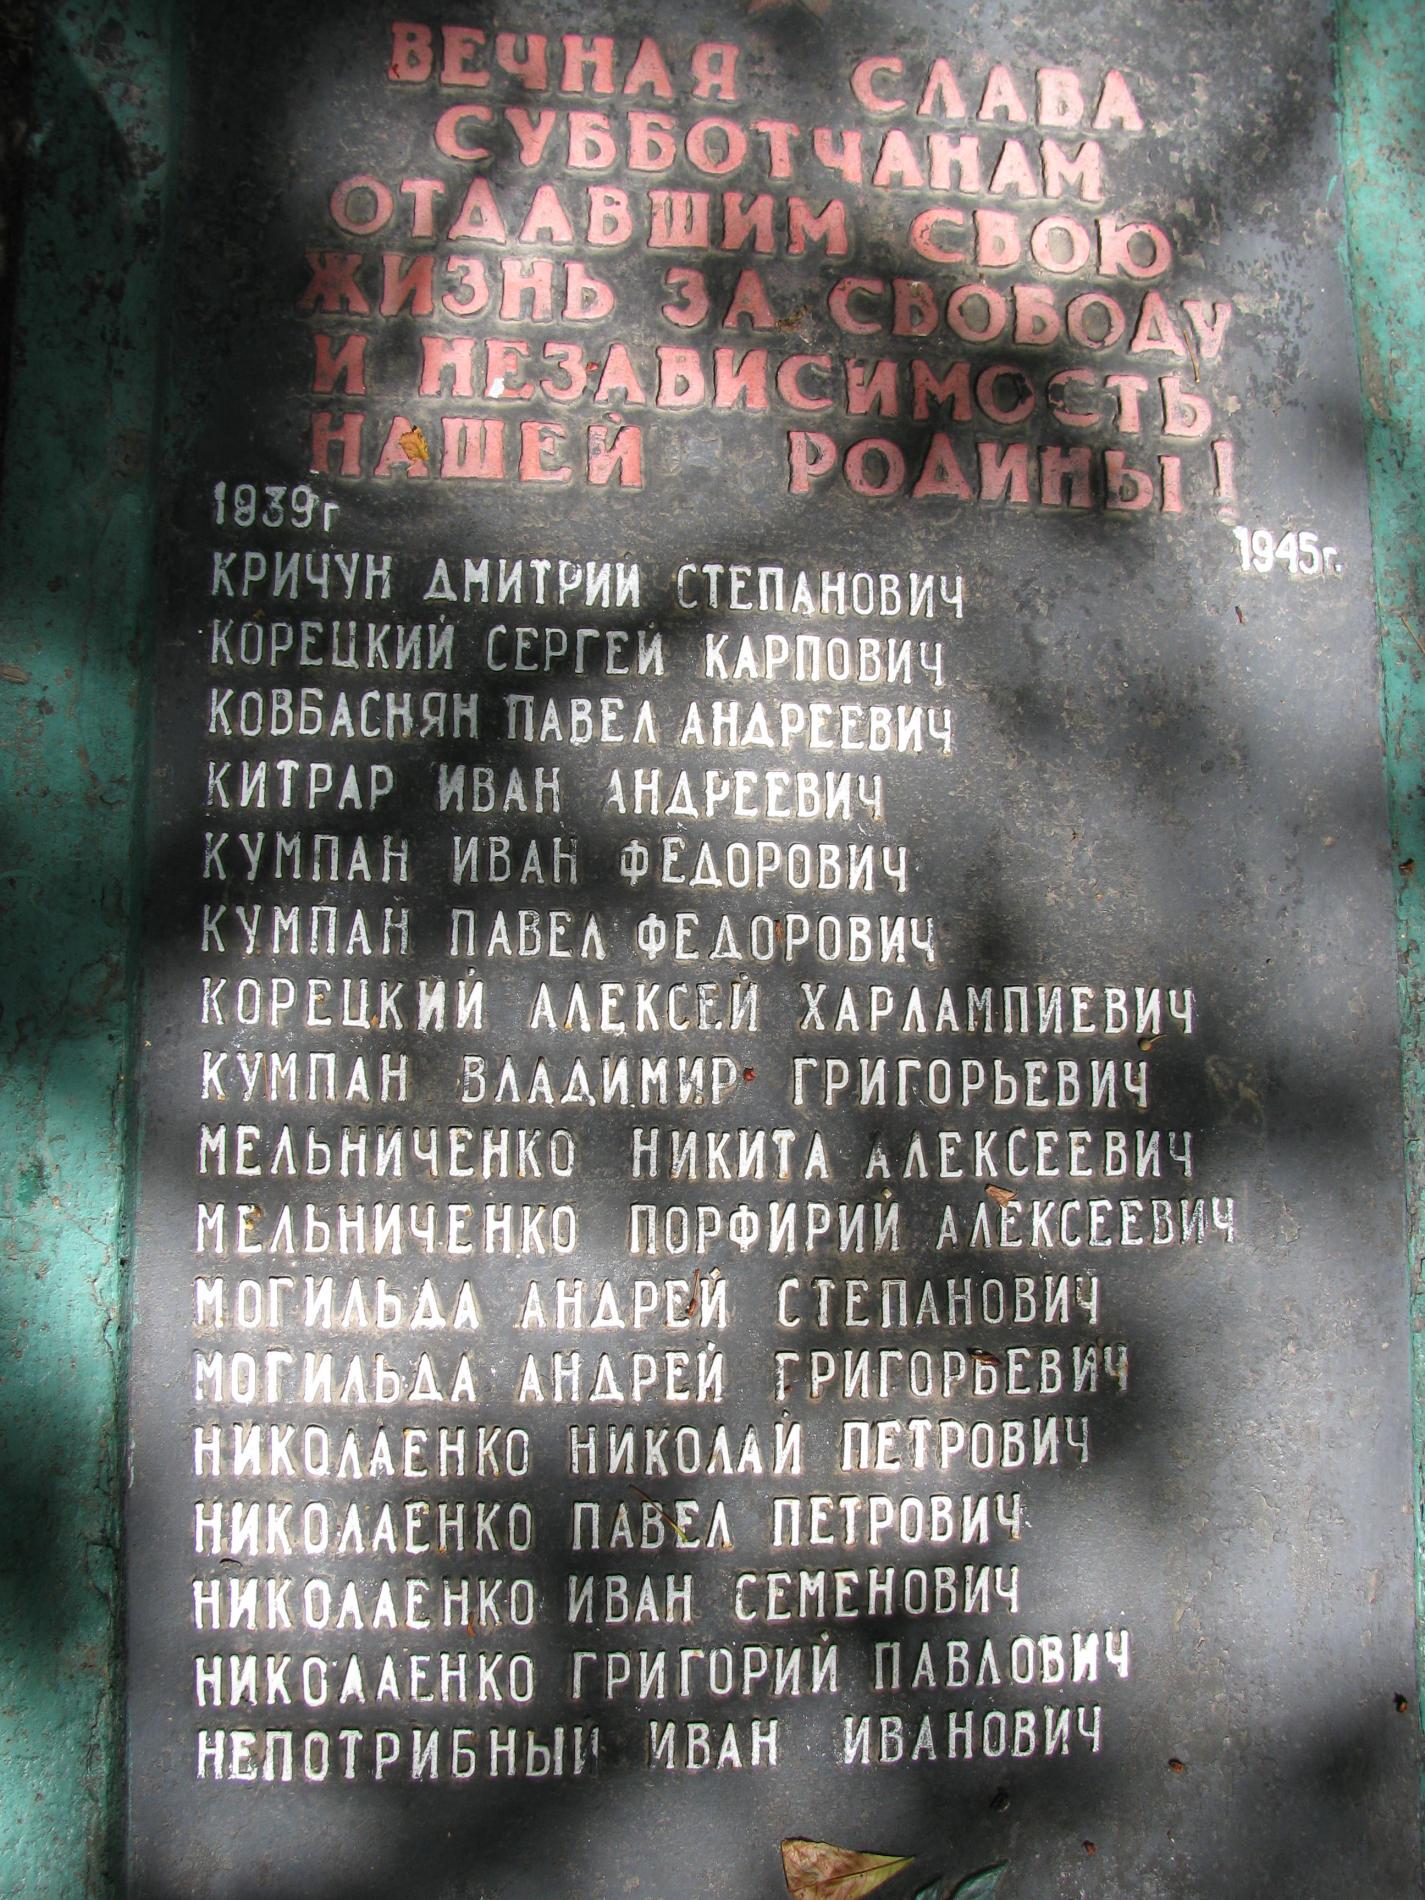 ВЕЧНАЯ СЛАВА
СУББОТЧАНАМ
ОТДАВШИМ СВОЮ
ЖИЗНЬ ЗА СВОБОДУ
И НЕЗАВИСИМОСТЬ
НАШЕЙ РОДИНЫ!
1939г
1945г.
КРИЧУН ДМИТРИЙ СТЕПАНОВИЧ
КОРЕЦКИЙ СЕРГЕЙ КАРПОВИЧ
КОВБАСНЯН ПАВЕЛ АНДРЕЕВИЧ
КИТРАР ИВАН АНДРЕЕВИЧ
КУМПАН ИВАН ФЕДОРОВИЧ
КУМПАН ПАВЕЛ ФЕДОРОВИЧ
КОРЕЦКИЙ АЛЕКСЕЙ ХАРЛАМПИЕВИЧ
КУМПАН ВЛАДИМИР ГРИГОРЬЕВИЧ
МЕЛЬНИЧЕНКО НИКИТА АЛЕКСЕЕВИЧ
МЕЛЬНИЧЕНКО ПОРФИРИЙ АЛЕКСЕЕВИЧ
МОГИЛЬДА АНДРЕЙ СТЕПАНОВИЧ
МОГИЛЬДА АНДРЕЙ ГРИГОРЬЕВИЧ
НИКОЛАЕНКО НИКОЛАЙ ПЕТРОВИЧ
НИКОЛАЕНКО ПАВЕЛ ПЕТРОВИЧ
НИКОЛАЕНКО ИВАН СЕМЕНОВИЧ
НИКОЛАЕНКО ГРИГОРИЙ ПАВЛОВИЧ
НЕПОТРИБНЫЙ ИВАН ИВАНОВИЧ